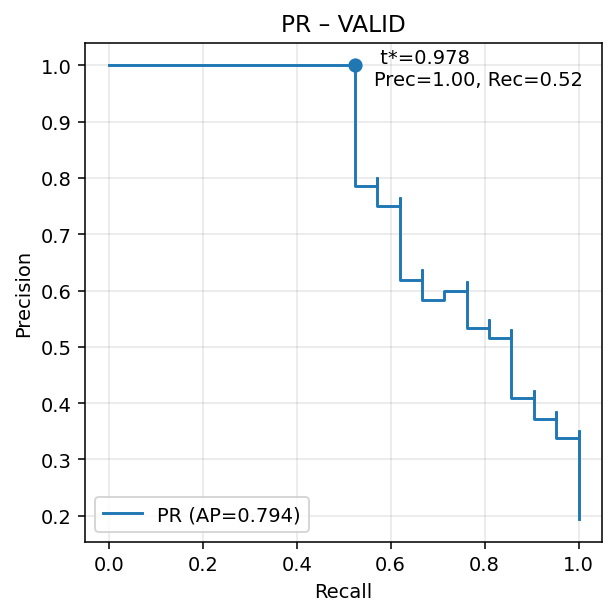 PR – VALID
t*=0.978
Prec=1.00, Rec=0.52
1.0
0.9
0.8
0.7
0.6
0.5
0.4
0.3
0.2
Precision
PR (AP=0.794)
0.0 0.2 0.4 0.6 0.8 1.0
Recall